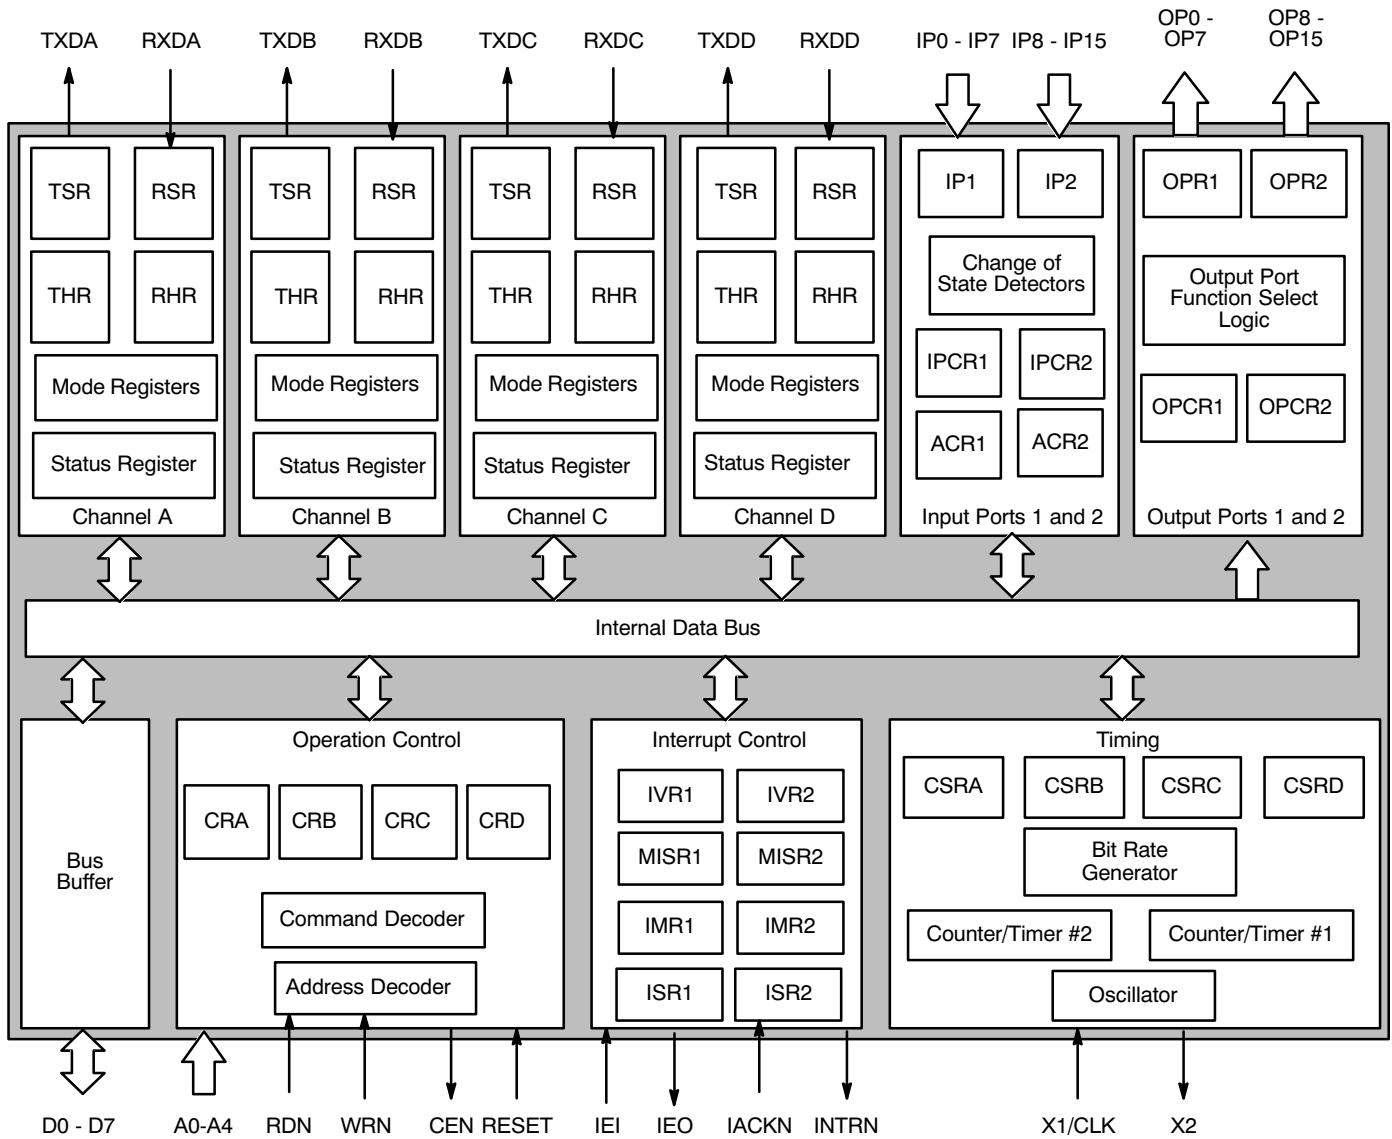 TXDA RXDA TXDB RXDB TXDC RXDC TXDD RXDD IP0 - IP7 IP8 - IP15
OP0 -
OP7
OP8 -
OP15
TSR RSR TSR RSR TSR RSR TSR RSR IP1 IP2 OPR1 OPR2
Change of
State Detectors
Output Port
Function Select
Logic
THR RHR THR RHR THR RHR THR RHR
IPCR1 IPCR2
Mode Registers Mode Registers Mode Registers Mode Registers
OPCR1 OPCR2
ACR1 ACR2
Status Register Status Register Status Register Status Register
Channel A Channel B Channel C Channel D Input Ports 1 and 2 Output Ports 1 and 2
Internal Data Bus
Operation Control Interrupt Control Timing
CSRA CSRB CSRC CSRD
IVR1 IVR2
CRA CRB CRC CRD
Bus
Buffer
MISR1 MISR2
Bit Rate
Generator
Command Decoder
IMR1 IMR2
Counter/Timer #2 Counter/Timer #1
Address Decoder
ISR1 ISR2
Oscillator
D0 - D7 A0-A4 RDN WRN CEN RESET IEI IEO IACKN INTRN X1/CLK X2